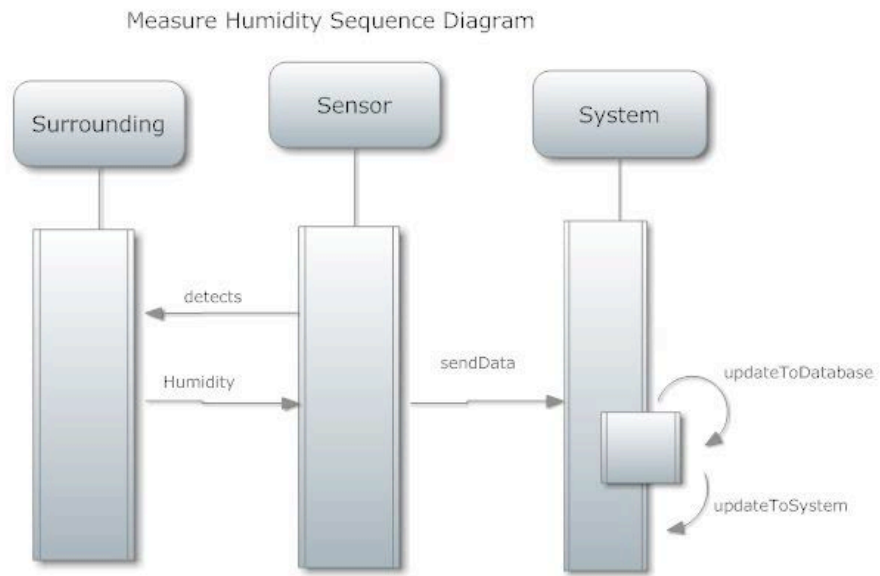 Measure Humidity Sequence Diagram
Surrounding
Sensor
System
detects
Humidity
sendData
updateToDatabase
updateToSystem